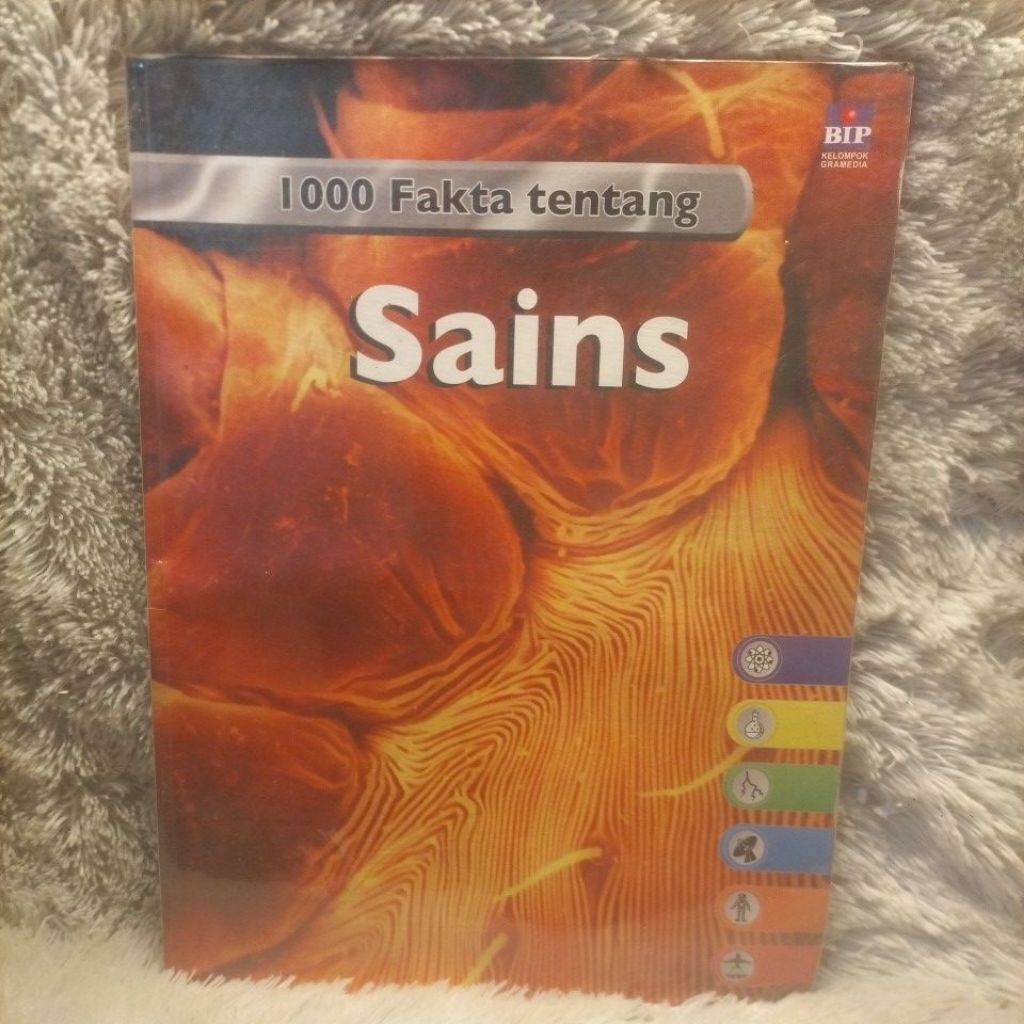 BIP
KELOMPOK
GRAMEDIA
1000 Fakta tentang
Sains